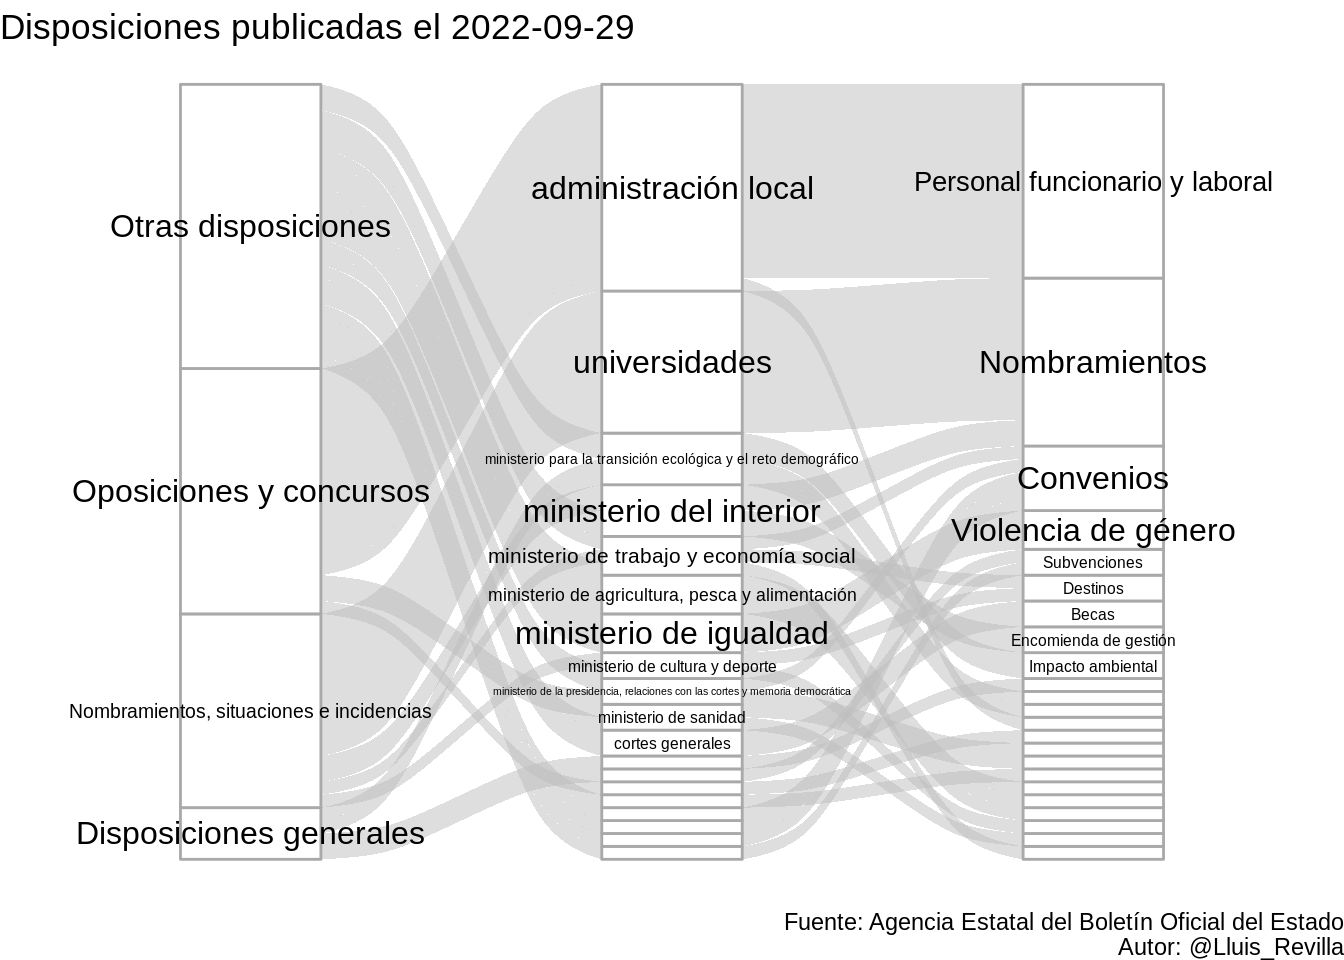 Disposiciones publicadas el 2022-09-29
Otras disposiciones
Oposiciones y concursos
Nombramientos, situaciones e incidencias
Disposiciones generales
administración local
universidades
ministerio para la transición ecológica y el reto demográfico
ministerio del interior
ministerio de trabajo y economía social
ministerio de agricultura, pesca y alimentación
ministerio de igualdad
ministerio de cultura y deporte
ministerio de la presidencia, relaciones con las cortes y memoria democrática
ministerio de sanidad
cortes generales
Personal funcionario y laboral
Nombramientos
Convenios
Violencia de género
Subvenciones
Destinos
Becas
Encomienda de gestión
Impacto ambiental
Fuente: Agencia Estatal del Boletín Oficial del Estado
Autor: @Lluis_Revilla